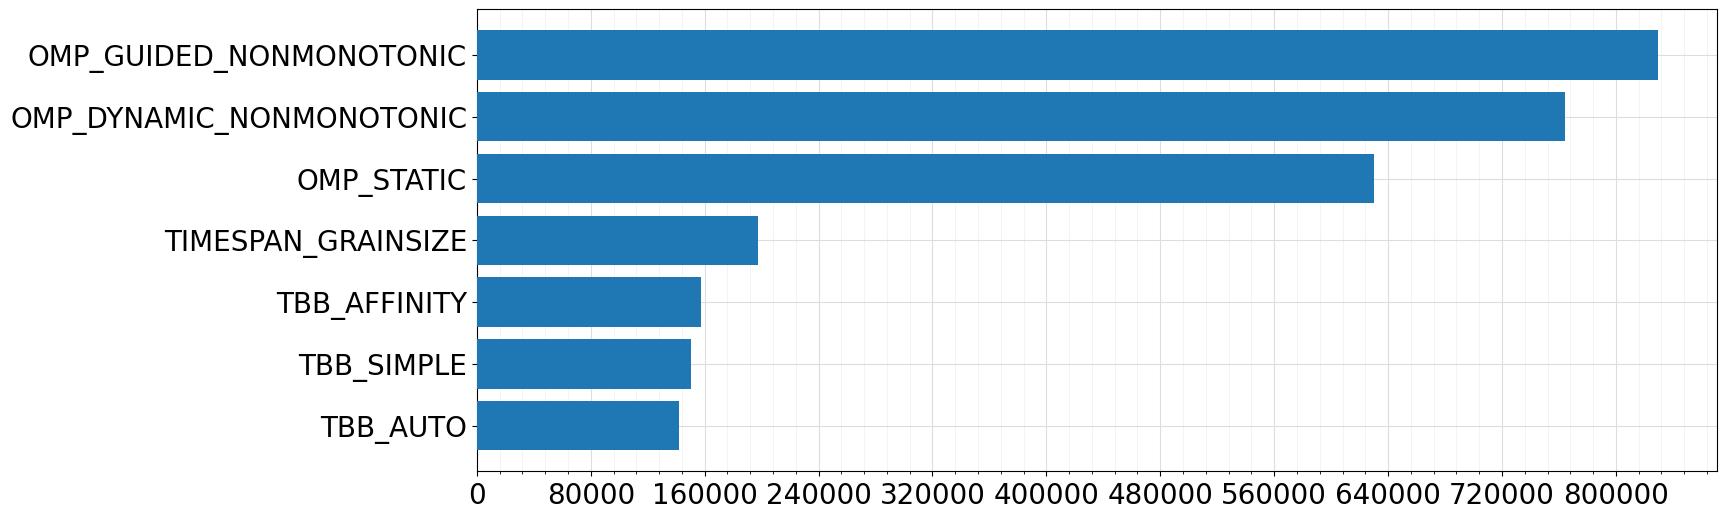 OMP_GUIDED_NONMONOTONIC
OMP_DYNAMIC_NONMONOTONIC
OMP_STATIC
TIMESPAN_GRAINSIZE
TBB_AFFINITY
TBB_SIMPLE
TBB_AUTO
0 80000 160000 240000 320000 400000 480000 560000 640000 720000 800000